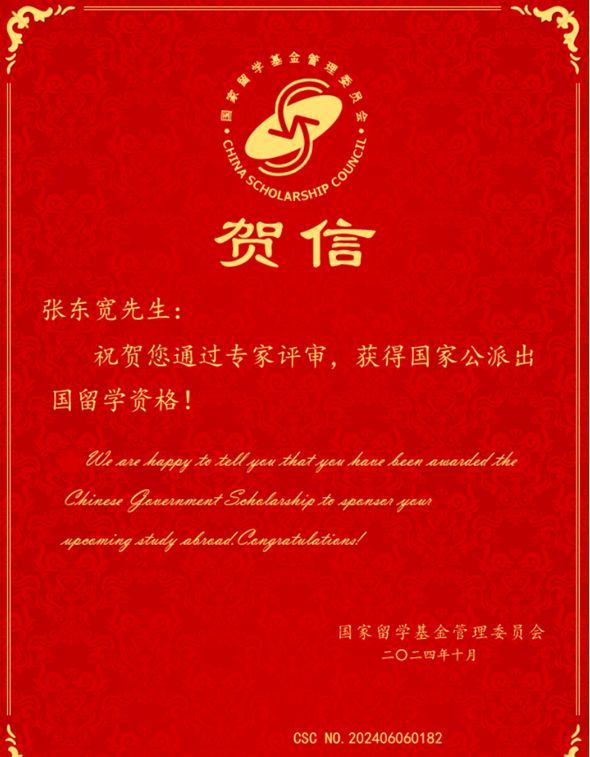 国家留学基金管理委员会
CHINA SCHOLARSHIP COUNCIL
贺信
张东宽先生：
祝贺您通过专家评审，获得国家公派出
国留学资格！
We are happy to tell you that you have been awarded the
Chinese Government Scholarship to sponsor your
upcoming study abroad.Congratulations!
国家留学基金管理委员会
二〇二四年十月
CSC NO.202406060182